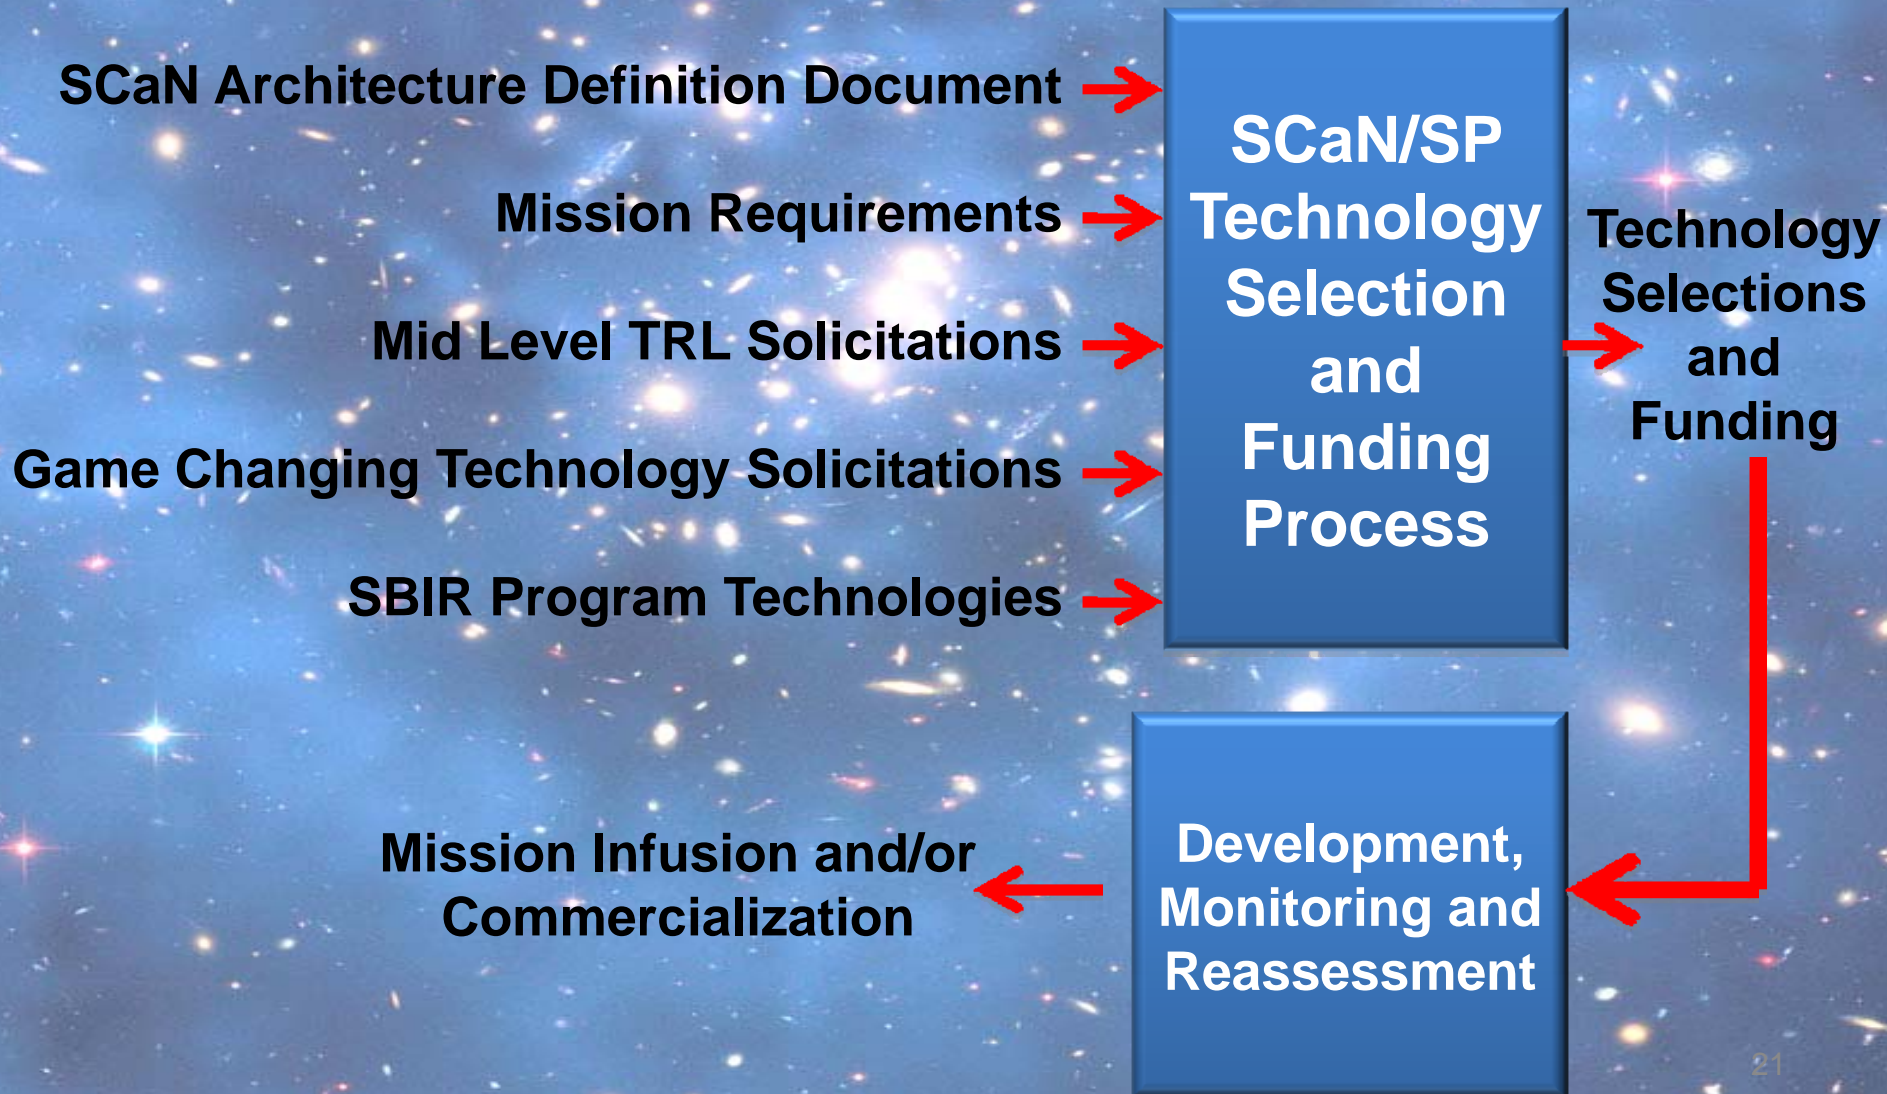 SCaN Architecture Definition Document
Mission Requirements
Mid Level TRL Solicitations
Game Changing Technology Solicitations
SBIR Program Technologies
SCaN/SP
Technology
Selection
and
Funding
Process
Technology
Selections
and
Funding
Development,
Monitoring and
Reassessment
Mission Infusion and/or
Commercialization
21